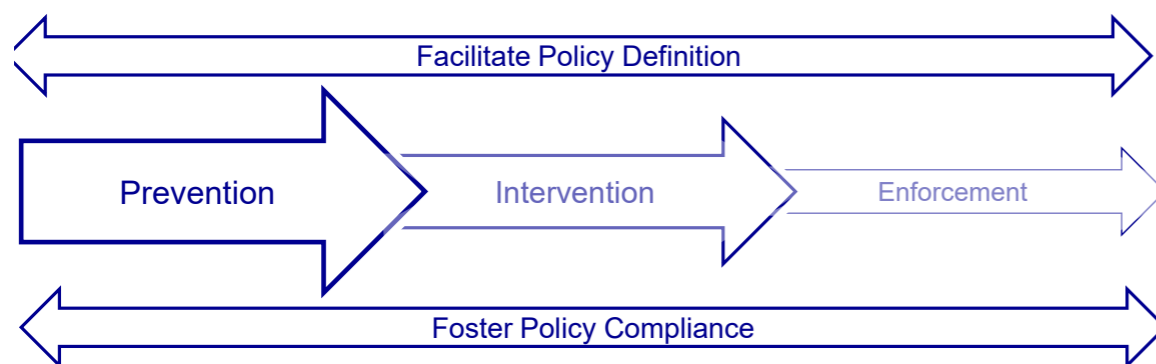 Facilitate Policy Definition
Prevention
Intervention
Enforcement
Foster Policy Compliance